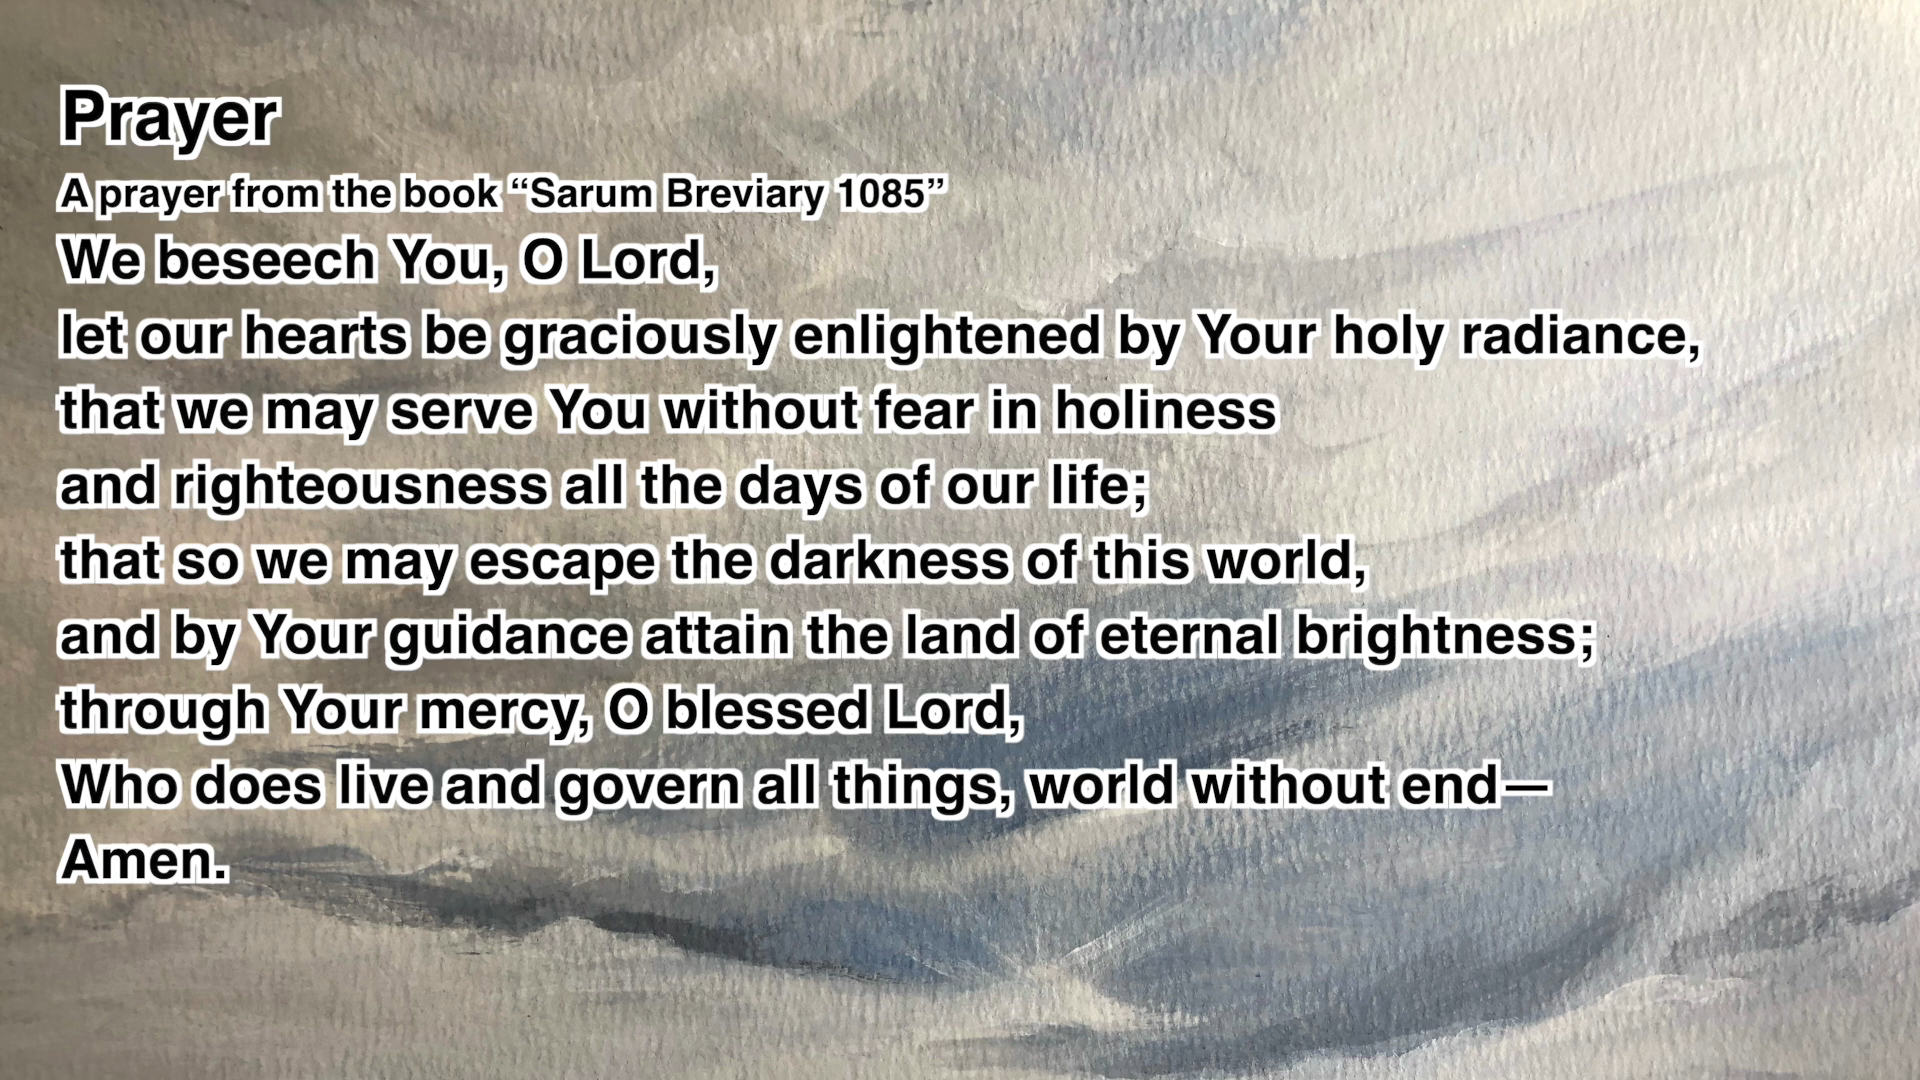 Prayer
A prayer from the book “Sarum Breviary 1085”
We beseech You, O Lord,
let our hearts be graciously enlightened by Your holy radiance,
that we may serve You without fear in holiness
and righteousness all the days of our life;
that so we may escape the darkness of this world,
and by Your guidance attain the land of eternal brightness;
through Your mercy, O blessed Lord,
Who does live and govern all things, world without end—
Amen.